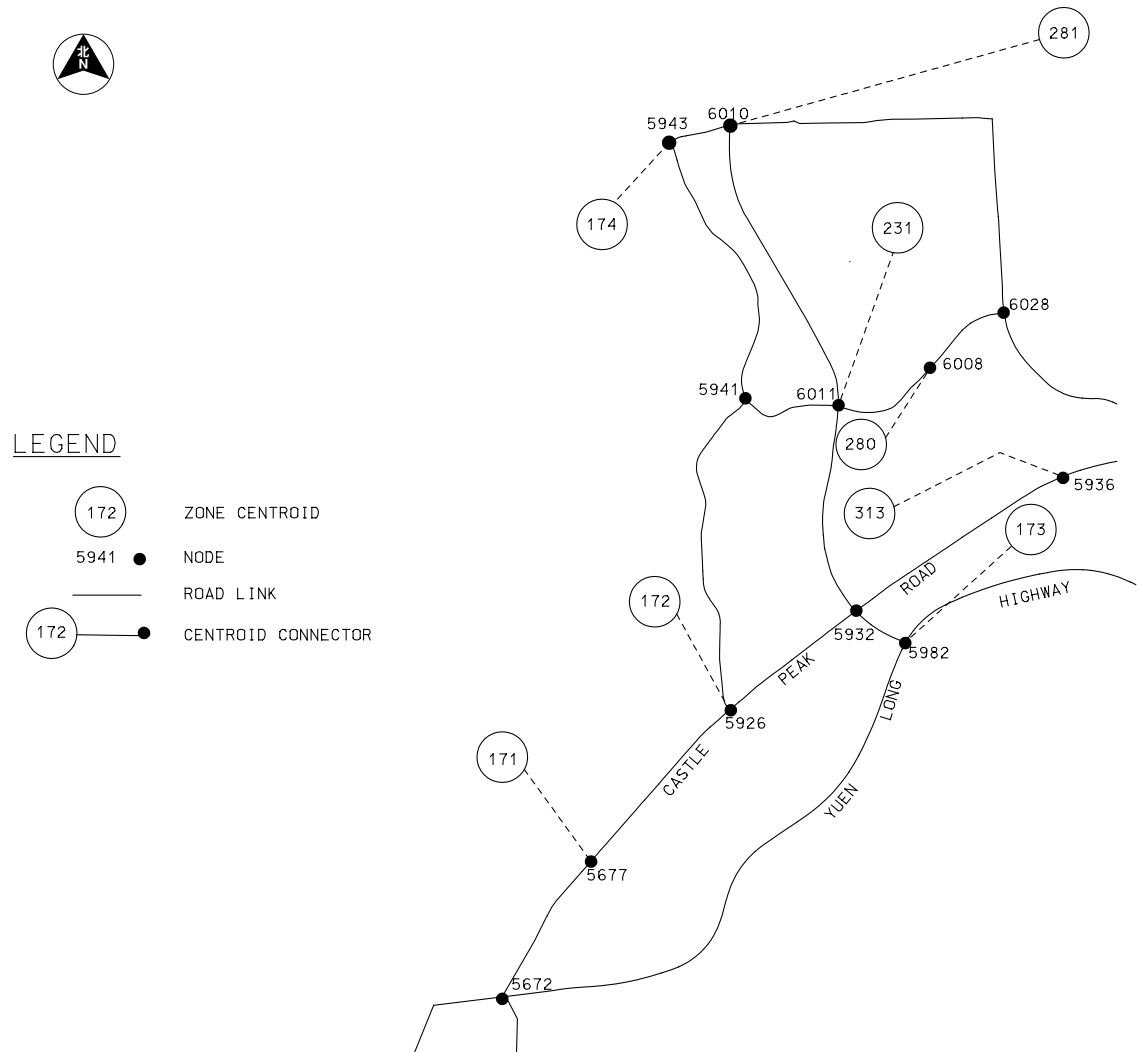 北
N
281
6010
5943
174
231
6028
6008
5941
6011
280
LEGEND
172 ZONE CENTROID
5941 NODE
ROAD LINK
172 CENTROID CONNECTOR
313
5936
173
172
ROAD
HIGHWAY
5932
5982
PEAK
LONG
5926
171
CASTLE
YUEN
5677
5672